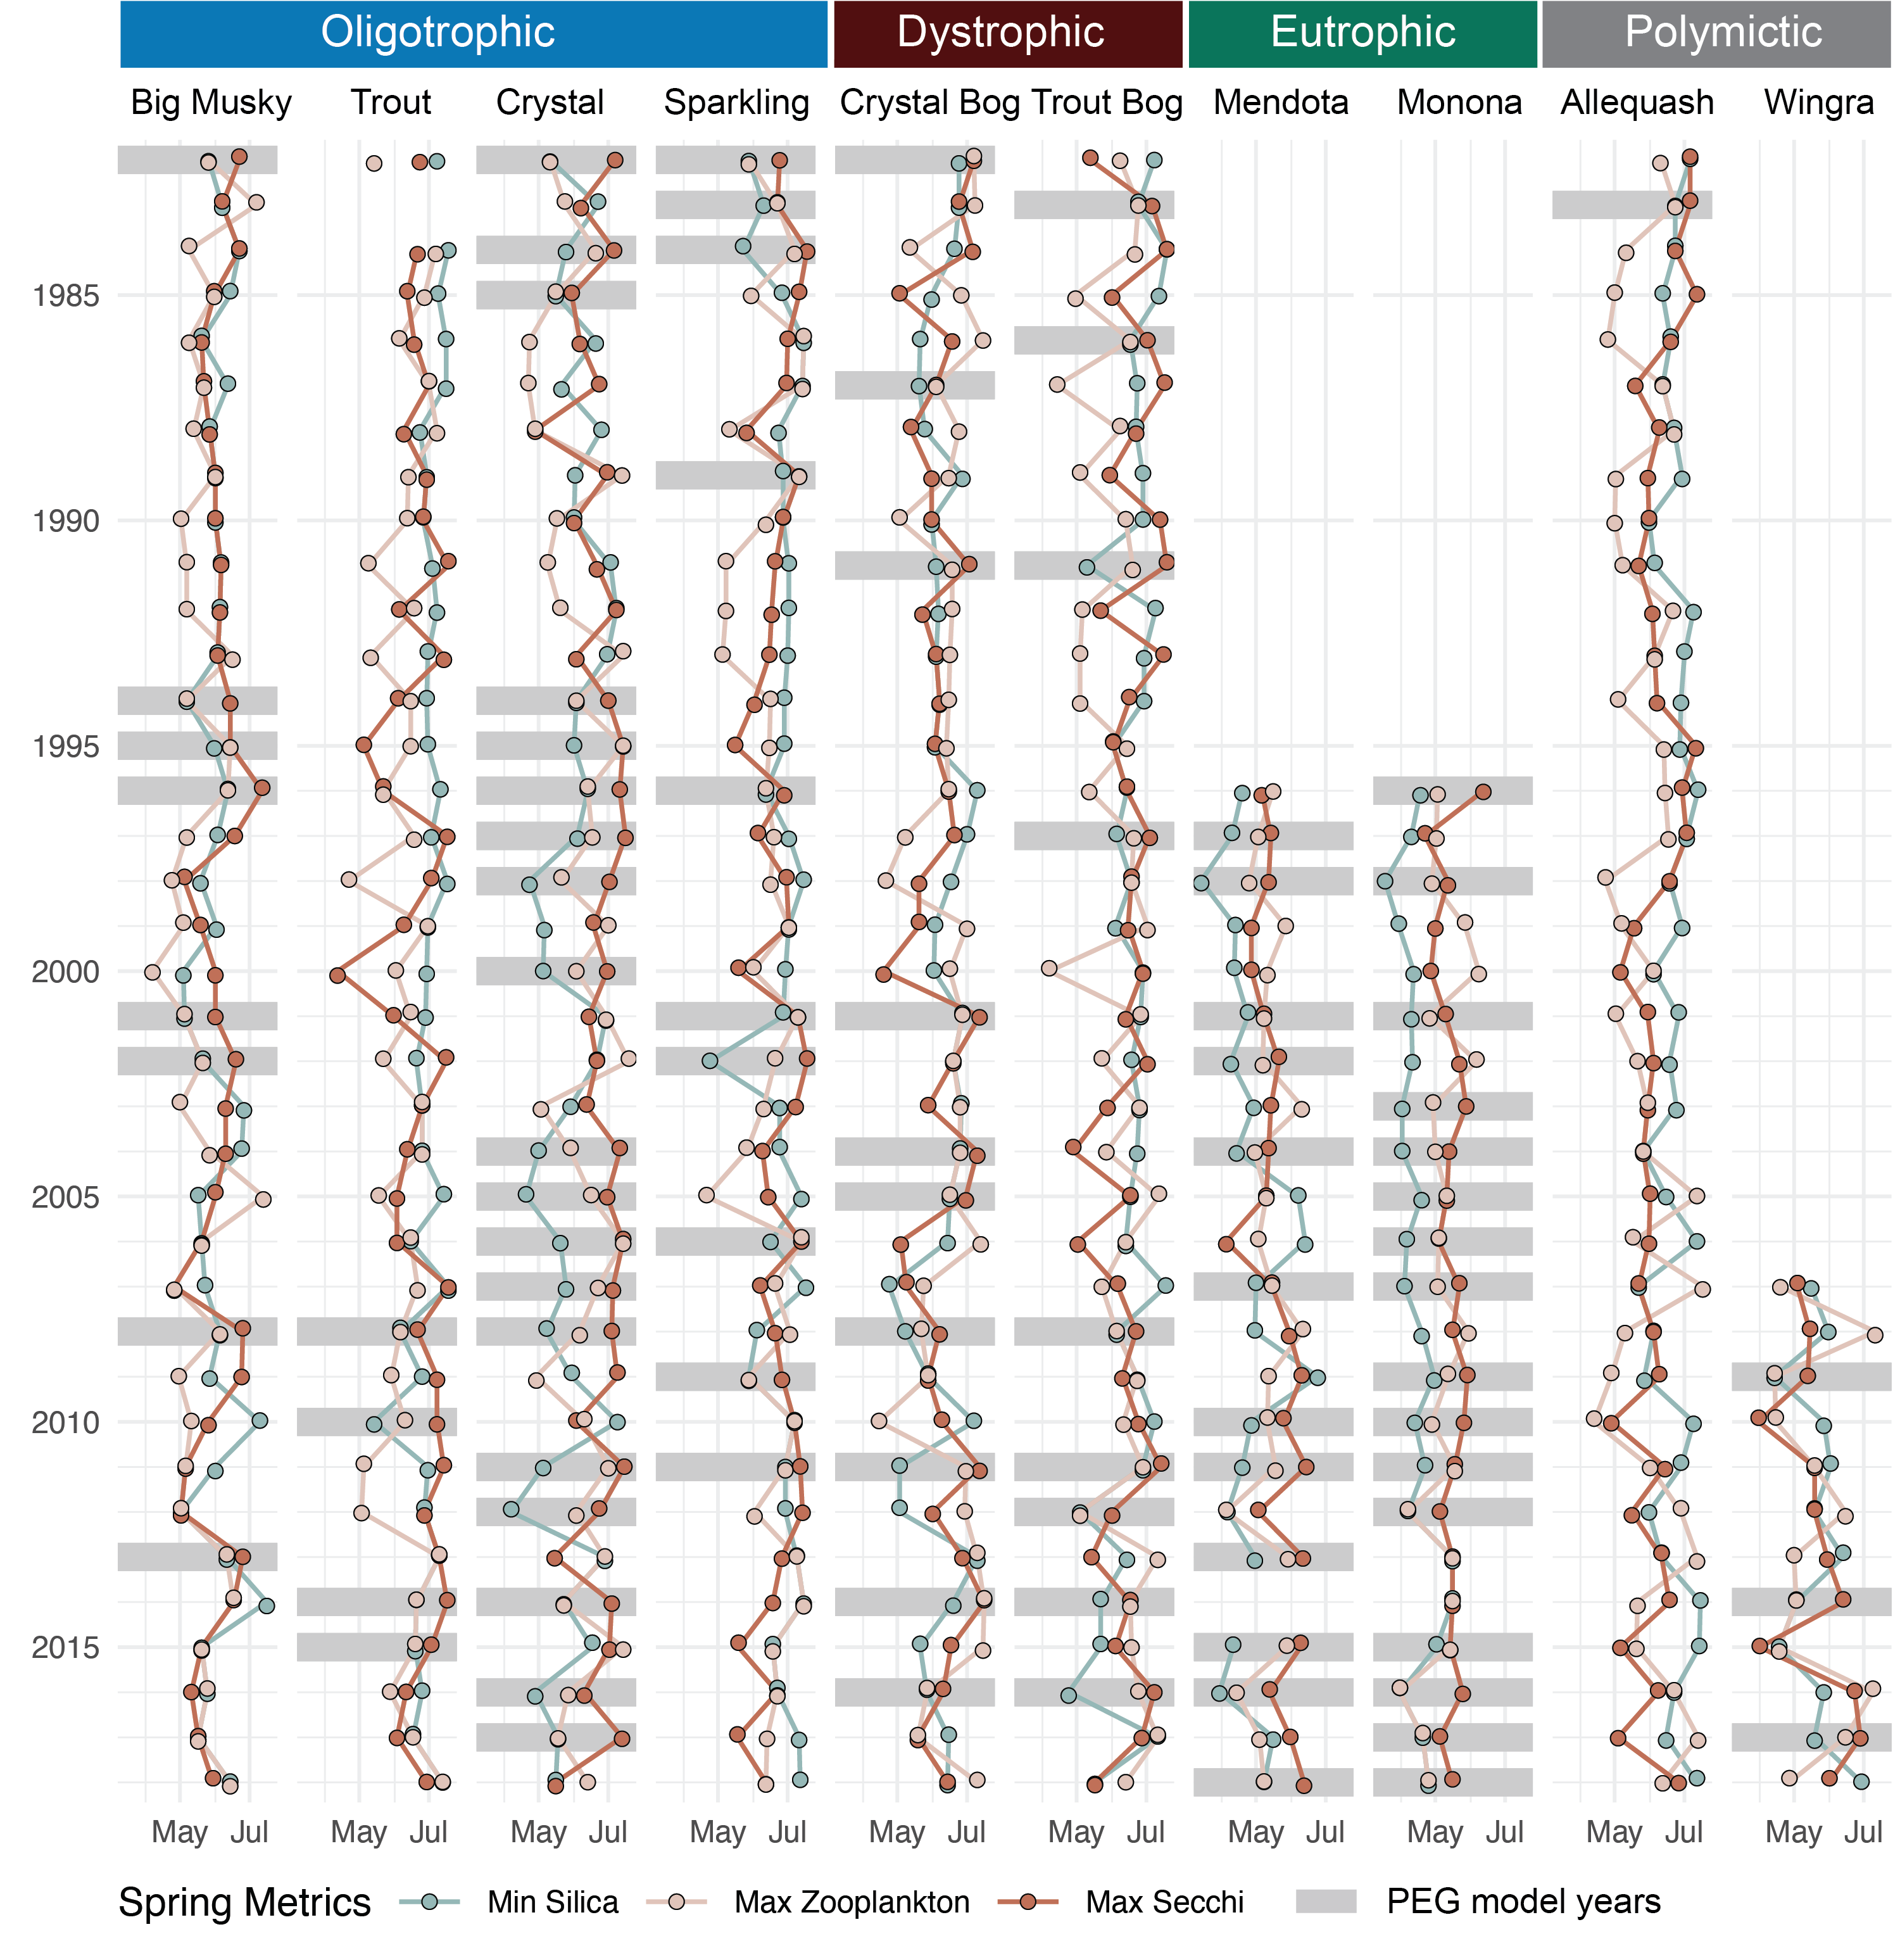 Oligotrophic Dystrophic Eutrophic Polymictic
Big Musky Trout Crystal Sparkling Crystal Bog Trout Bog Mendota Monona Allequash Wingra
1985
1990
1995
2000
2005
2010
2015
May Jul May Jul May Jul May Jul May Jul May Jul May Jul May Jul May Jul May Jul
Spring Metrics Min Silica Max Zooplankton Max Secchi PEG model years